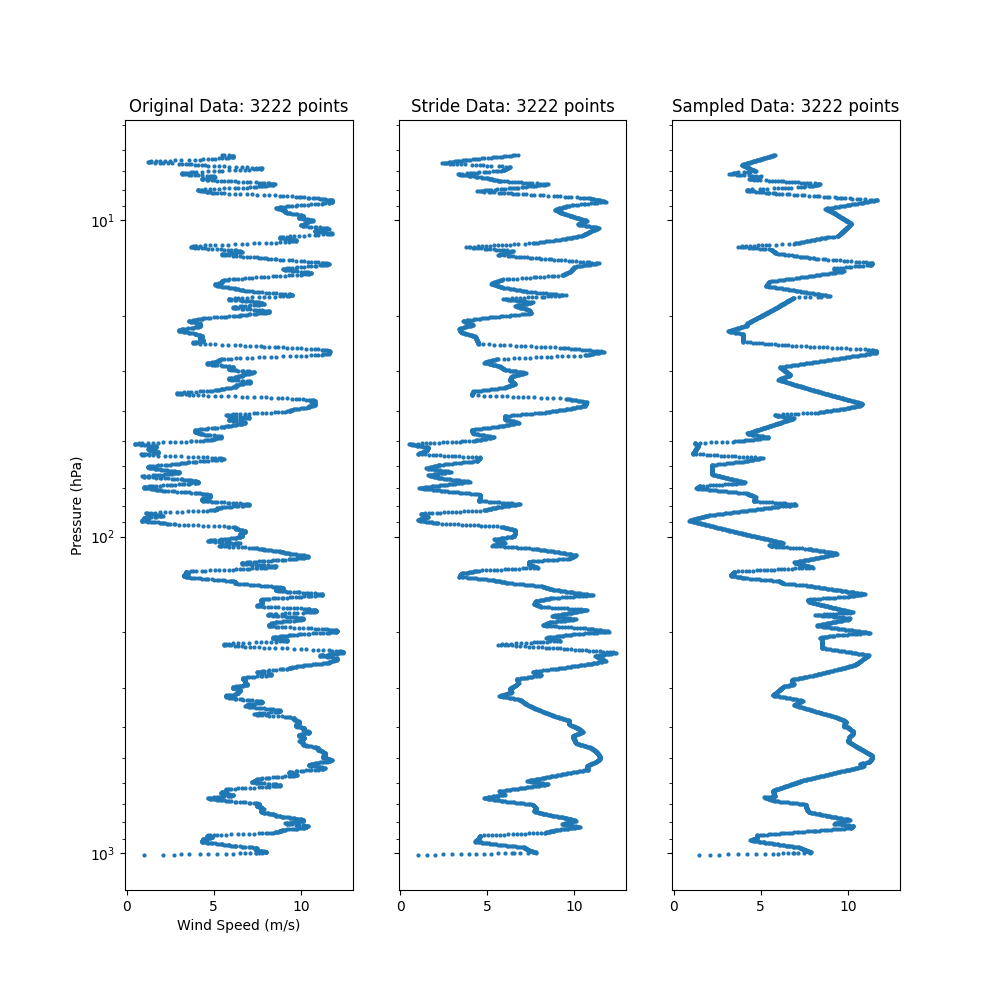 Original Data: 3222 points
Stride Data: 3222 points
Sampled Data: 3222 points
Pressure (hPa)
10¹
10²
10³
0 5 10
0 5 10
0 5 10
Wind Speed (m/s)